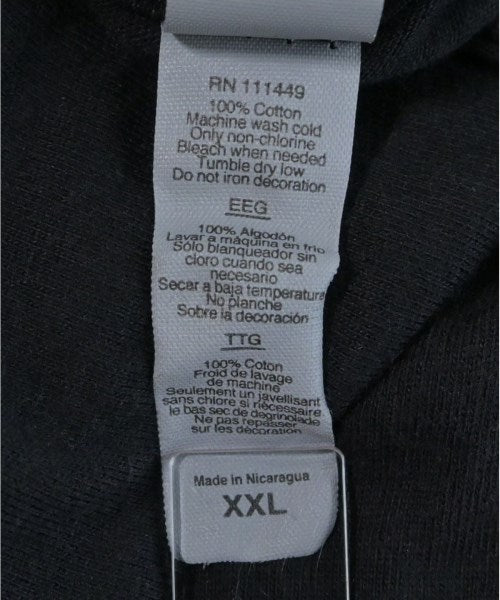 RN 111449
100% Cotton
Machine wash cold
Only non-chlorine
Bleach when needed
Tumble dry low
Do not iron decoration
EEG
100% Algodón
Lavar a máquina en frio
Sólo blanqueador sin
cloro cuando sea
necesario
Secar a baja temperatura
No planche
Sobre la decoración
TTG
100% Coton
Froid de lavage
de machine
Seulement un javellisant
sans chlore si nécessaire
le bas sec de degrinolade
Ne pas repasser
sur les décoration
Made in Nicaragua
XXL